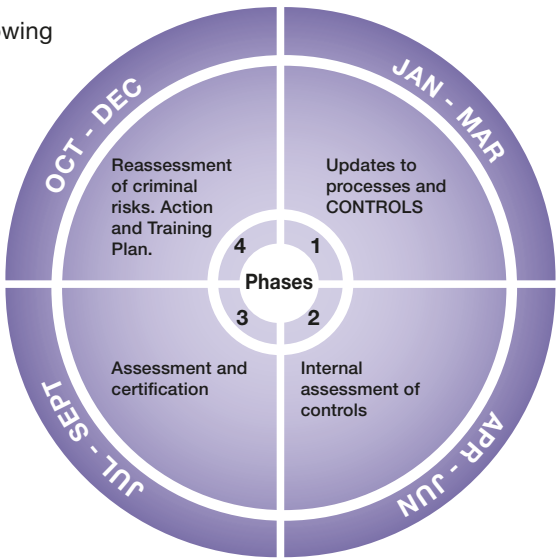 owing
OCT - DEC
JAN - MAR
Reassessment
of criminal
risks. Action
and Training
Plan.
Updates to
processes and
CONTROLS
4
1
Phases
3
2
Assessment and
certification
Internal
assessment of
controls
JUL - SEPT
APR - JUN